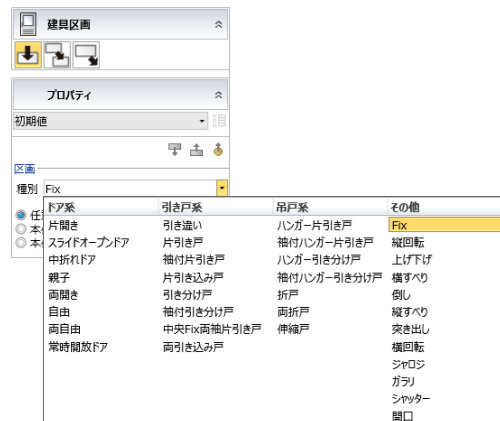 建具区画
プロパティ
初期値
区画
種別 Fix
ドア系 引き戸系 吊戸系 その他
片開き 引き違い ハンガー片引き戸 Fix
スライドオープンドア 片引き戸 袖付ハンガー片引き戸 縦回転
中折れドア 袖付片引き戸 ハンガー引き分け戸 上げ下げ
親子 片引き込み戸 袖付ハンガー引き分け戸 横すべり
両開き 引き分け戸 折戸 倒し
自由 袖付引き分け戸 両折戸 縦すべり
両自由 中央Fix両袖片引き戸 伸縮戸 突き出し
常時開放ドア 両引き込み戸 横回転
ジャロジ
ガラリ
シャッター
開口